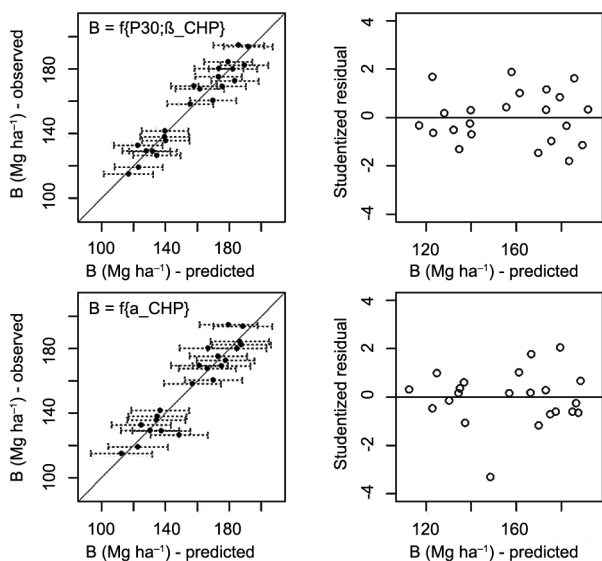 B = f{P30;ß_CHP}
B (Mg ha⁻¹) - observed
100 140 180
100 120 140 160 180 200
B (Mg ha⁻¹) - predicted
Studentized residual
-4 -2 0 2 4
120 160
B (Mg ha⁻¹) - predicted
B = f{a_CHP}
B (Mg ha⁻¹) - observed
100 140 180
100 140 180
B (Mg ha⁻¹) - predicted
Studentized residual
-4 -2 0 2 4
120 160
B (Mg ha⁻¹) - predicted